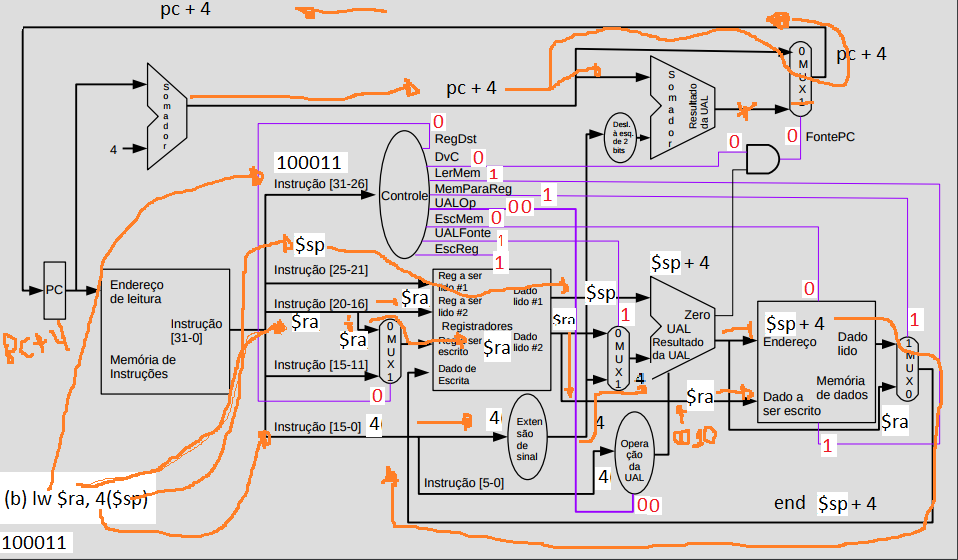 pc + 4
pc + 4
pc + 4
0
M
U
X
1
Somador
4
Somador
Resultado da UAL
Desl. à esq. de 2 bits
0
0
0 FontePC
RegDst
DvC 0
LerMem 1
MemParaReg 1
UALOp 00
EscMem 0
UALFonte 1
EscReg 1
Controle
100011
Instrução [31-26]
$sp
Instrução [25-21]
Instrução [20-16]
$ra
$ra
$ra
Instrução [15-11]
0
M
U
X
1
0
PC
PC+4
Endereço de leitura
Instrução [31-0]
Memória de Instruções
Reg a ser lido #1
Reg a ser lido #2
Registradores
Reg a ser escrito
$ra
Dado de Escrita
Dado lido #1
Dado lido #2
$sp
$ra
1
0
M
U
X
1
4
$sp + 4
Zero
UAL
Resultado da UAL
0
$sp + 4
Endereço
Dado lido
Memória de dados
Dado a ser escrito
$ra
1
1
1
M
U
X
0
$ra
Instrução [15-0]
4
4
Exten são de sinal
4
Instrução [5-0]
4
Opera ção da UAL
00
(b) lw $ra, 4($sp)
end $sp + 4
100011